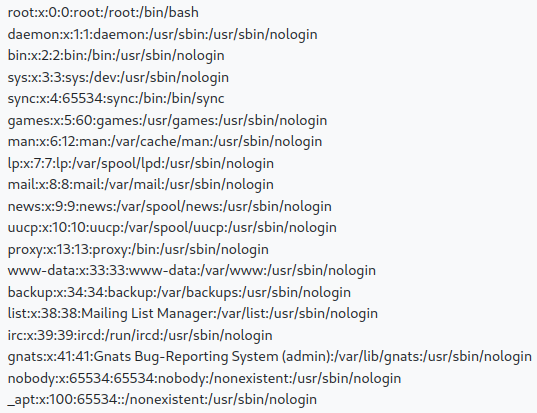 root:x:0:0:root:/root:/bin/bash
daemon:x:1:1:daemon:/usr/sbin:/usr/sbin/nologin
bin:x:2:2:bin:/bin:/usr/sbin/nologin
sys:x:3:3:sys:/dev:/usr/sbin/nologin
sync:x:4:65534:sync:/bin:/bin/sync
games:x:5:60:games:/usr/games:/usr/sbin/nologin
man:x:6:12:man:/var/cache/man:/usr/sbin/nologin
lp:x:7:7:lp:/var/spool/lpd:/usr/sbin/nologin
mail:x:8:8:mail:/var/mail:/usr/sbin/nologin
news:x:9:9:news:/var/spool/news:/usr/sbin/nologin
uucp:x:10:10:uucp:/var/spool/uucp:/usr/sbin/nologin
proxy:x:13:13:proxy:/bin:/usr/sbin/nologin
www-data:x:33:33:www-data:/var/www:/usr/sbin/nologin
backup:x:34:34:backup:/var/backups:/usr/sbin/nologin
list:x:38:38:Mailing List Manager:/var/list:/usr/sbin/nologin
irc:x:39:39:ircd:/run/ircd:/usr/sbin/nologin
gnats:x:41:41:Gnats Bug-Reporting System (admin):/var/lib/gnats:/usr/sbin/nologin
nobody:x:65534:65534:nobody:/nonexistent:/usr/sbin/nologin
_apt:x:100:65534::/nonexistent:/usr/sbin/nologin